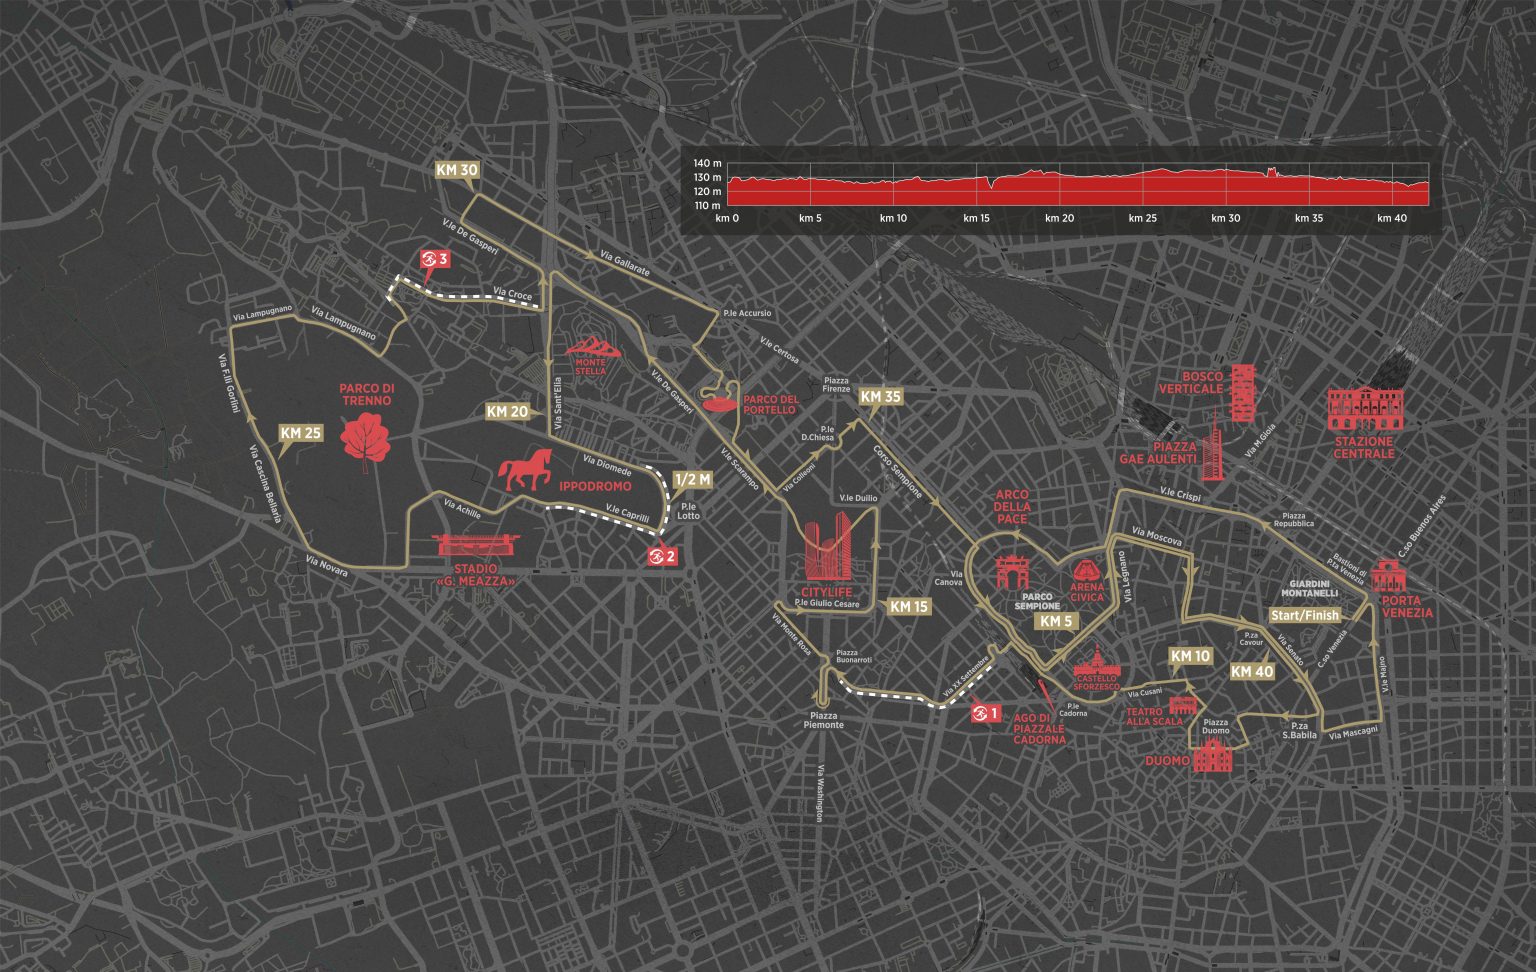 140 m
130 m
120 m
110 m
km 0 km 5 km 10 km 15 km 20 km 25 km 30 km 35 km 40
KM 30
V.le De Gasperi
Via Gallarate
3
Via Croce
Via Lampugnano
Via Lampugnano
P.le Accursio
V.le Certosa
MONTE
STELLA
Via F.lli Gorlini
PARCO DI
TRENNO
KM 20
Via Sant'Elia
V.le De Gasperi
PARCO DEL
PORTELLO
Piazza
Firenze
KM 35
P.le
D.Chiesa
BOSCO
VERTICALE
STAZIONE
CENTRALE
PIAZZA
GAE AULENTI
Via M.Gioia
KM 25
Via Cascina Bellaria
IPPODROMO
Via Diomede
1/2 M
P.le
Lotto
V.le Scarampo
Via Colleoni
Corso Sempione
V.le Duilio
Via Achille
V.le Caprilli
2
STADIO
«G. MEAZZA»
Via Novara
ARCO
DELLA
PACE
V.le Crispi
Piazza
Repubblica
C.so Buenos Aires
Via Moscova
Bastioni di
P.ta Venezia
Via
Canova
PARCO
SEMPIONE
ARENA
CIVICA
Via Legnano
GIARDINI
MONTANELLI
PORTA
VENEZIA
CITYLIFE
P.le Giulio Cesare
KM 15
KM 5
Start/Finish
Via Monte Rosa
Piazza
Buonarroti
P.za
Cavour
Via Senato
C.so Venezia
V.le Majno
KM 10
KM 40
CASTELLO
SFORZESCO
Via XX Settembre
1
Via Cusani
P.le
Cadorna
AGO DI
PIAZZALE
CADORNA
TEATRO
ALLA SCALA
Piazza
Duomo
P.za
S.Babila
Via Mascagni
Piazza
Piemonte
DUOMO
Via Washington